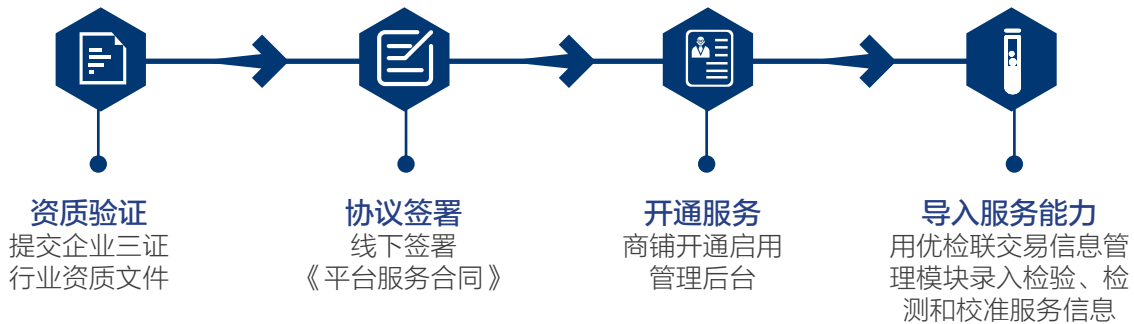 资质验证
提交企业三证
行业资质文件
协议签署
线下签署
《平台服务合同》
开通服务
商铺开通启用
管理后台
导入服务能力
用优检联交易信息管
理模块录入检验、检
测和校准服务信息